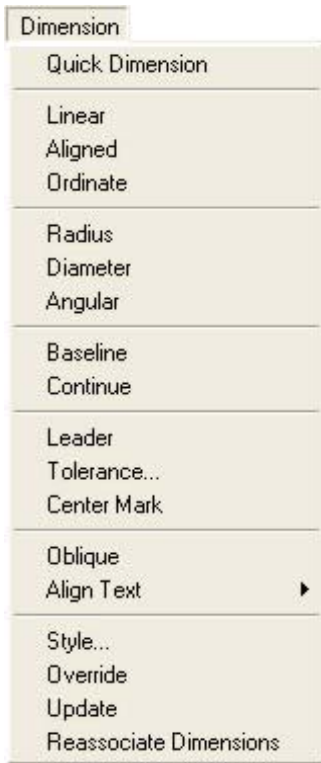 Dimension
Quick Dimension
Linear
Aligned
Ordinate
Radius
Diameter
Angular
Baseline
Continue
Leader
Tolerance...
Center Mark
Oblique
Align Text
Style...
Override
Update
Reassociate Dimensions